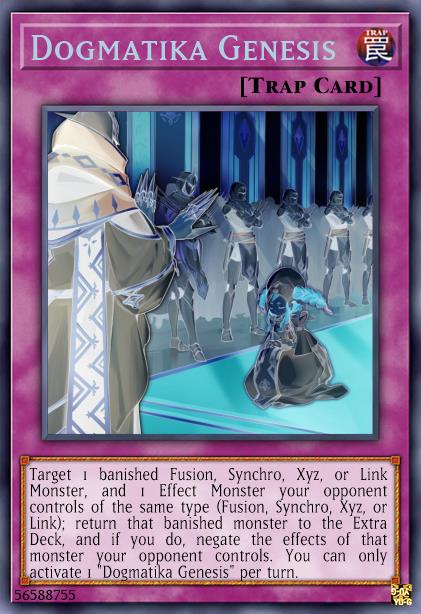 DOGMATIKA GENESIS
TRAP
罠
[TRAP CARD]
Target 1 banished Fusion, Synchro, Xyz, or Link
Monster, and 1 Effect Monster your opponent
controls of the same type (Fusion, Synchro, Xyz, or
Link); return that banished monster to the Extra
Deck, and if you do, negate the effects of that
monster your opponent controls. You can only
activate 1 "Dogmatika Genesis" per turn.
56588755